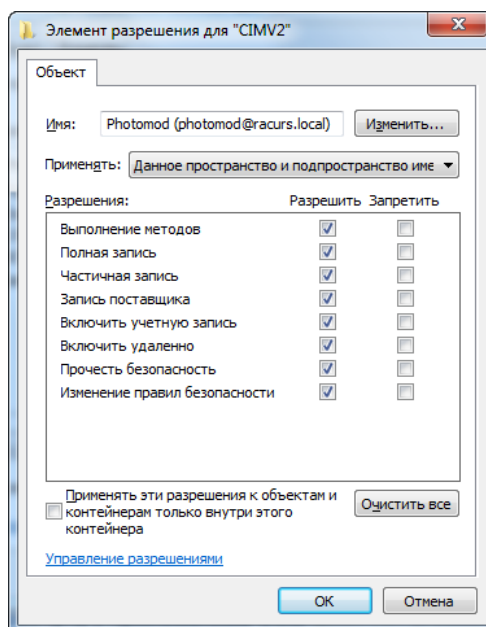 Элемент разрешения для "CIMV2"
Объект
Имя: Photomod (photomod@racurs.local) Изменить...
Применять: Данное пространство и подпространство име
Разрешения: Разрешить Запретить
Выполнение методов
Полная запись
Частичная запись
Запись поставщика
Включить учетную запись
Включить удаленно
Прочесть безопасность
Изменение правил безопасности
Применять эти разрешения к объектам и
контейнерам только внутри этого
контейнера
Очистить все
Управление разрешениями
ОК Отмена